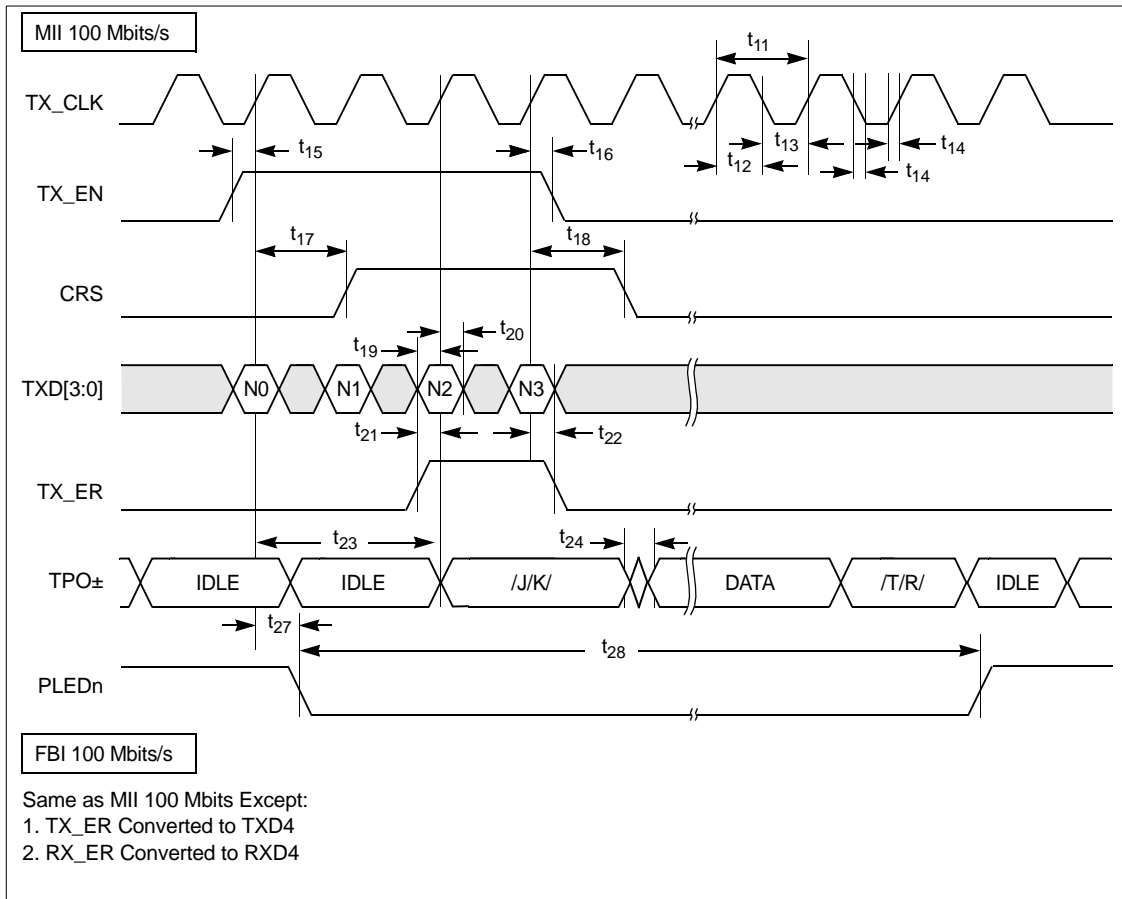 MII 100 Mbits/s
t11
TX_CLK
t15
t16
t12
t13
t14
t14
TX_EN
t17
t18
CRS
t19
t20
TXD[3:0]
N0
N1
N2
N3
t21
t22
TX_ER
t23
t24
TPO±
IDLE
IDLE
/J/K/
DATA
/T/R/
IDLE
t27
t28
PLEDn
FBI 100 Mbits/s
Same as MII 100 Mbits Except:
1. TX_ER Converted to TXD4
2. RX_ER Converted to RXD4